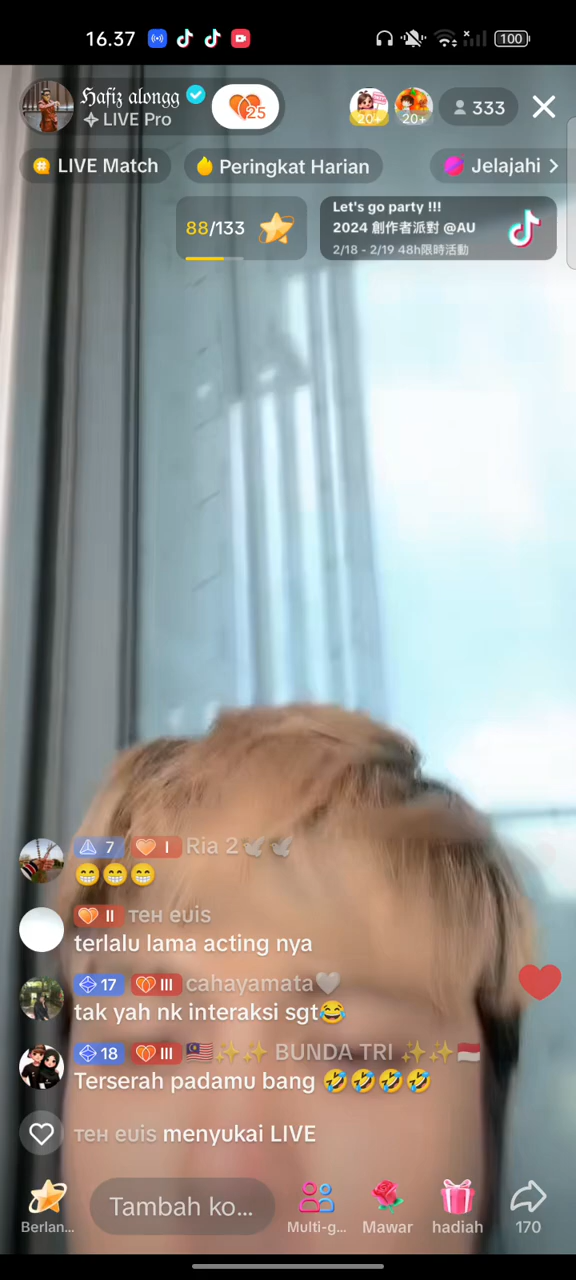 16.37
100
ℌafiz alongg
LIVE Pro
25
20+
20+
333
LIVE Match
Peringkat Harian
Jelajahi
88/133
Let's go party !!!
2024 創作者派對 @AU
2/18 - 2/19 48h限時活動
7 I Ria 2🕊️🕊️
😁😁😁
II тен euis
terlalu lama acting nya
17 III cahayamata🤍
tak yah nk interaksi sgt😂
18 III 🇲🇾✨✨ BUNDA TRI ✨✨🇮🇩
Terserah padamu bang 🤣🤣🤣🤣
тен euis menyukai LIVE
Berlan...
Tambah ko...
Multi-g...
Mawar
hadiah
170